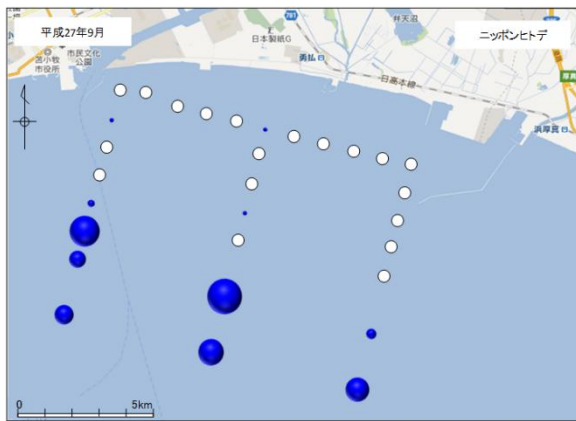 平成27年9月
ニッポンヒトデ
781
弁天沼
日本製紙G
市民文化
公園
苫小牧
市役所
勇払
日高本線
厚真
浜厚真
0
5km